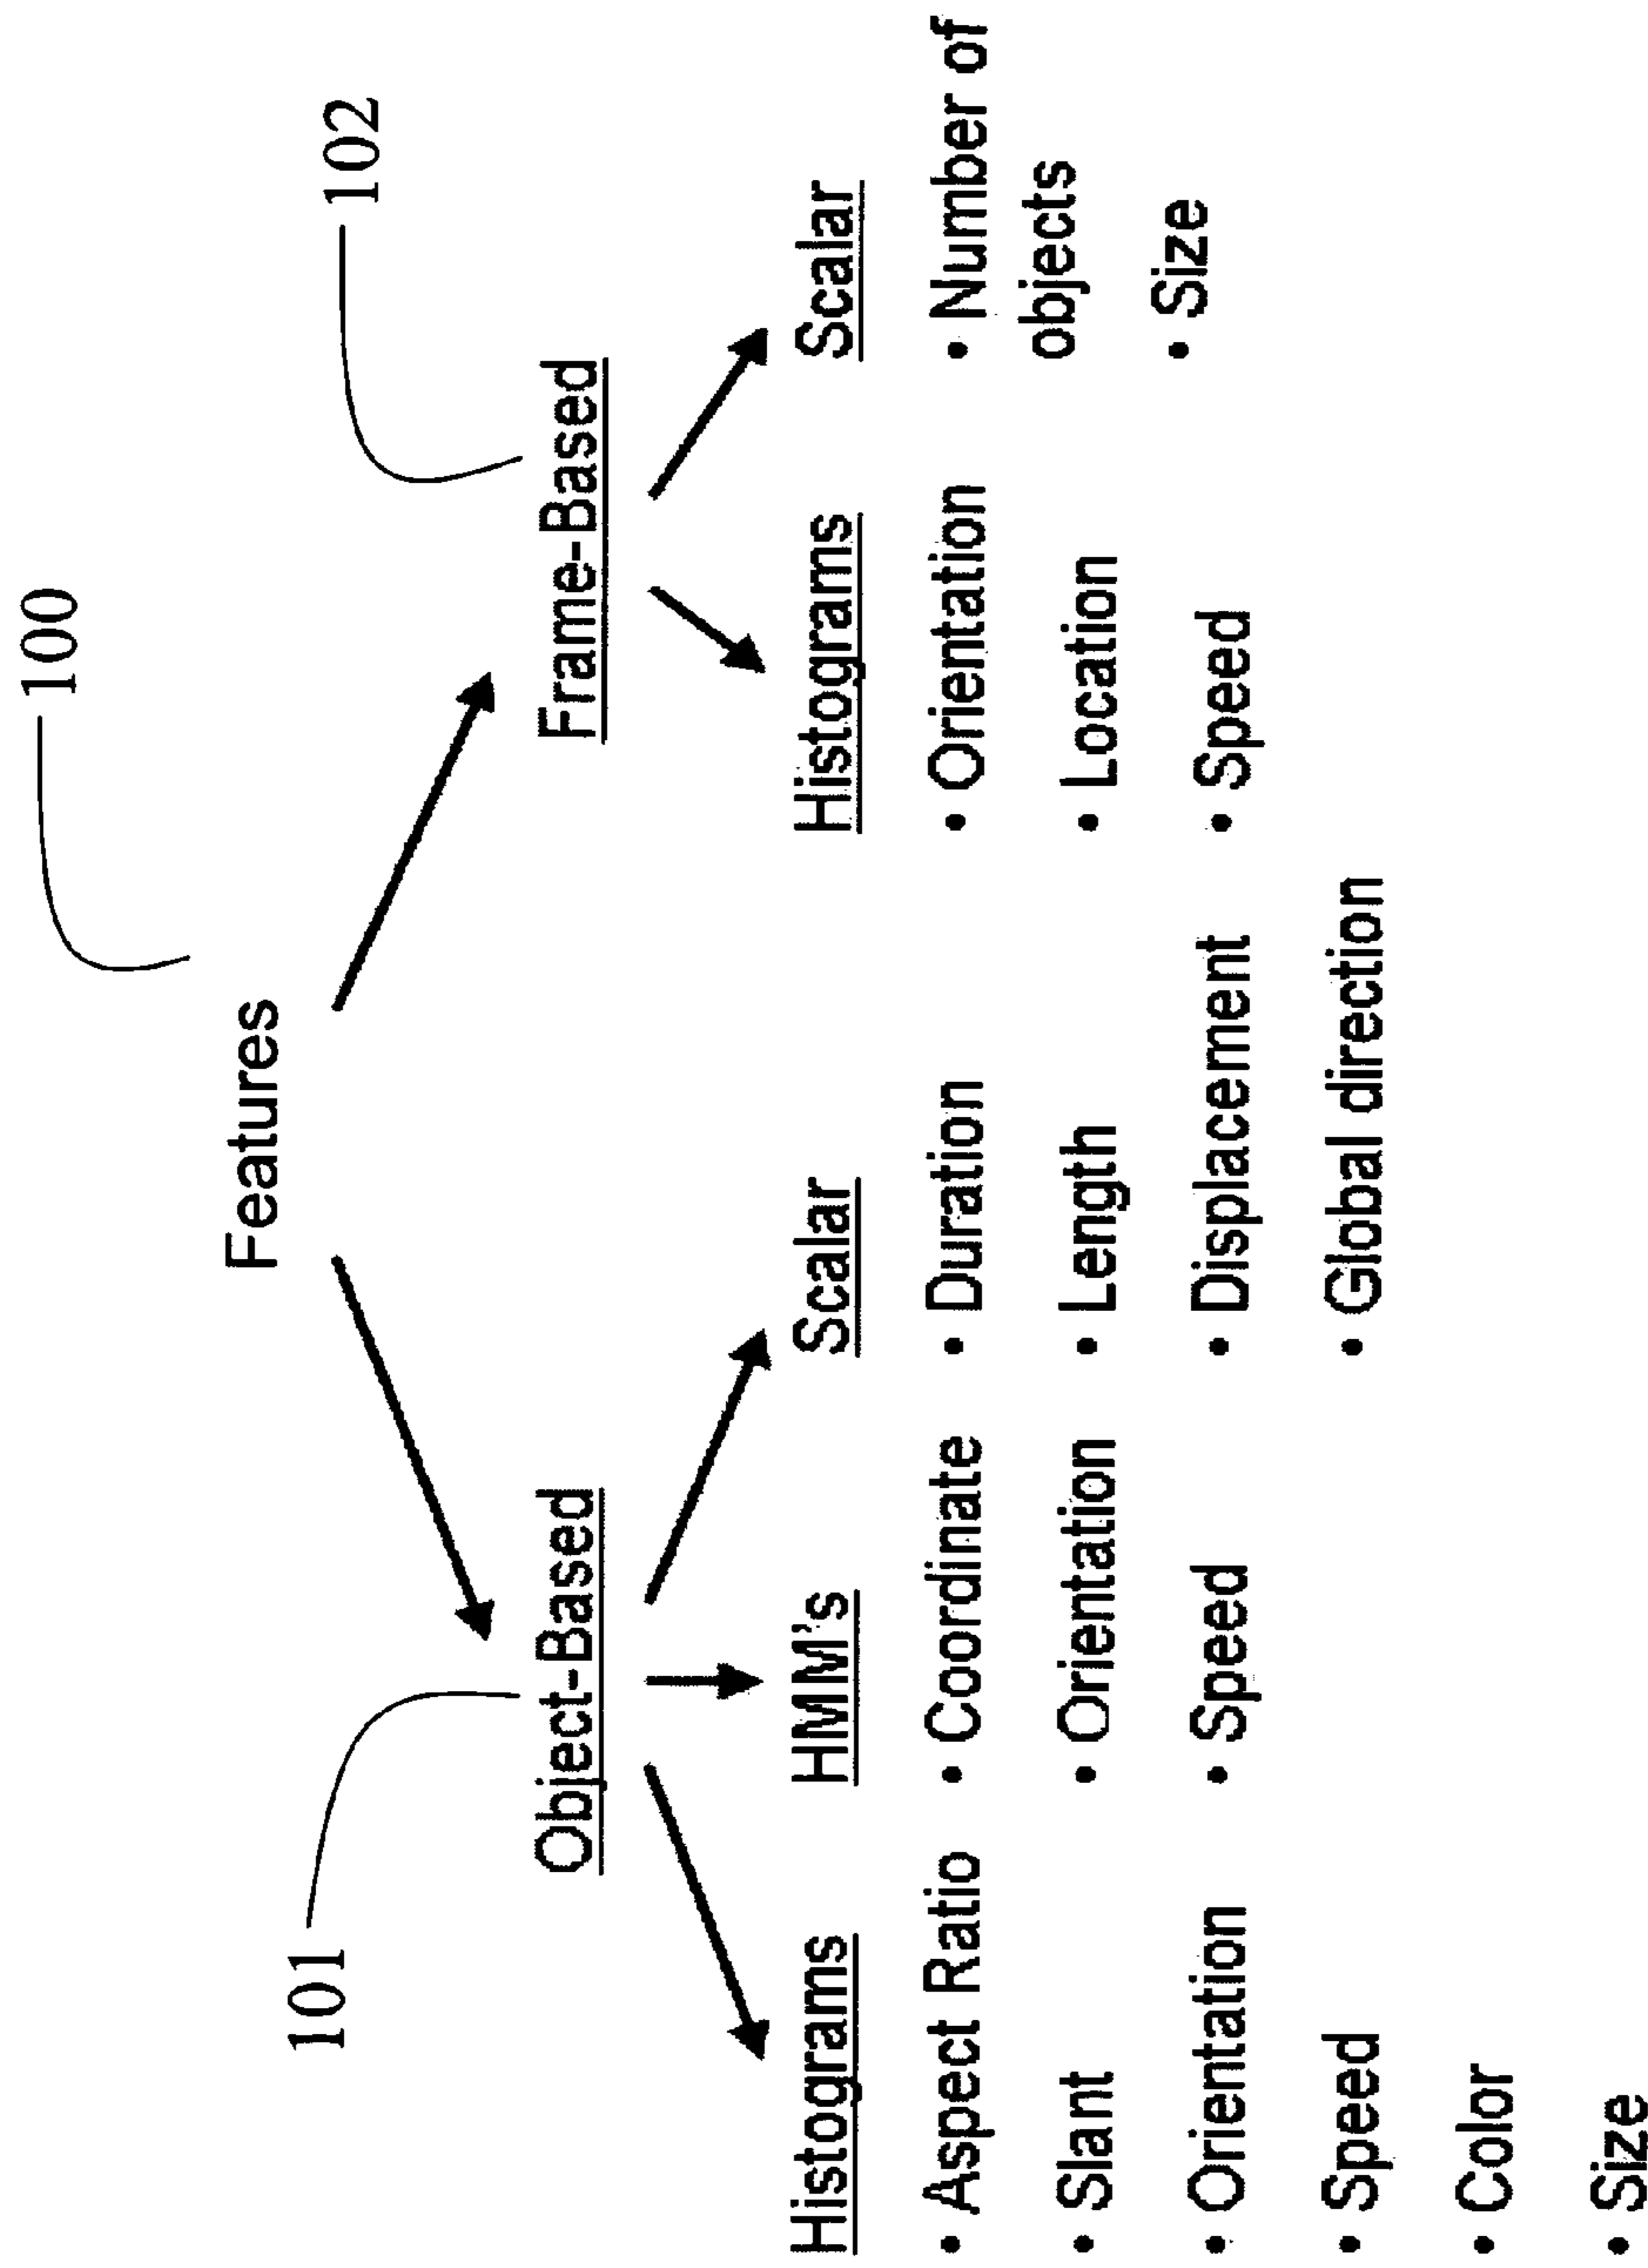 100
Features
101
102
Object-Based
Frame-Based
Histograms
• Aspect Ratio
• Slant
• Orientation
• Speed
• Color
• Size
HMM's
• Coordinate
• Orientation
• Speed
Scalar
• Duration
• Length
• Displacement
• Global direction
Histograms
• Orientation
• Location
• Speed
Scalar
• Number of
objects
• Size